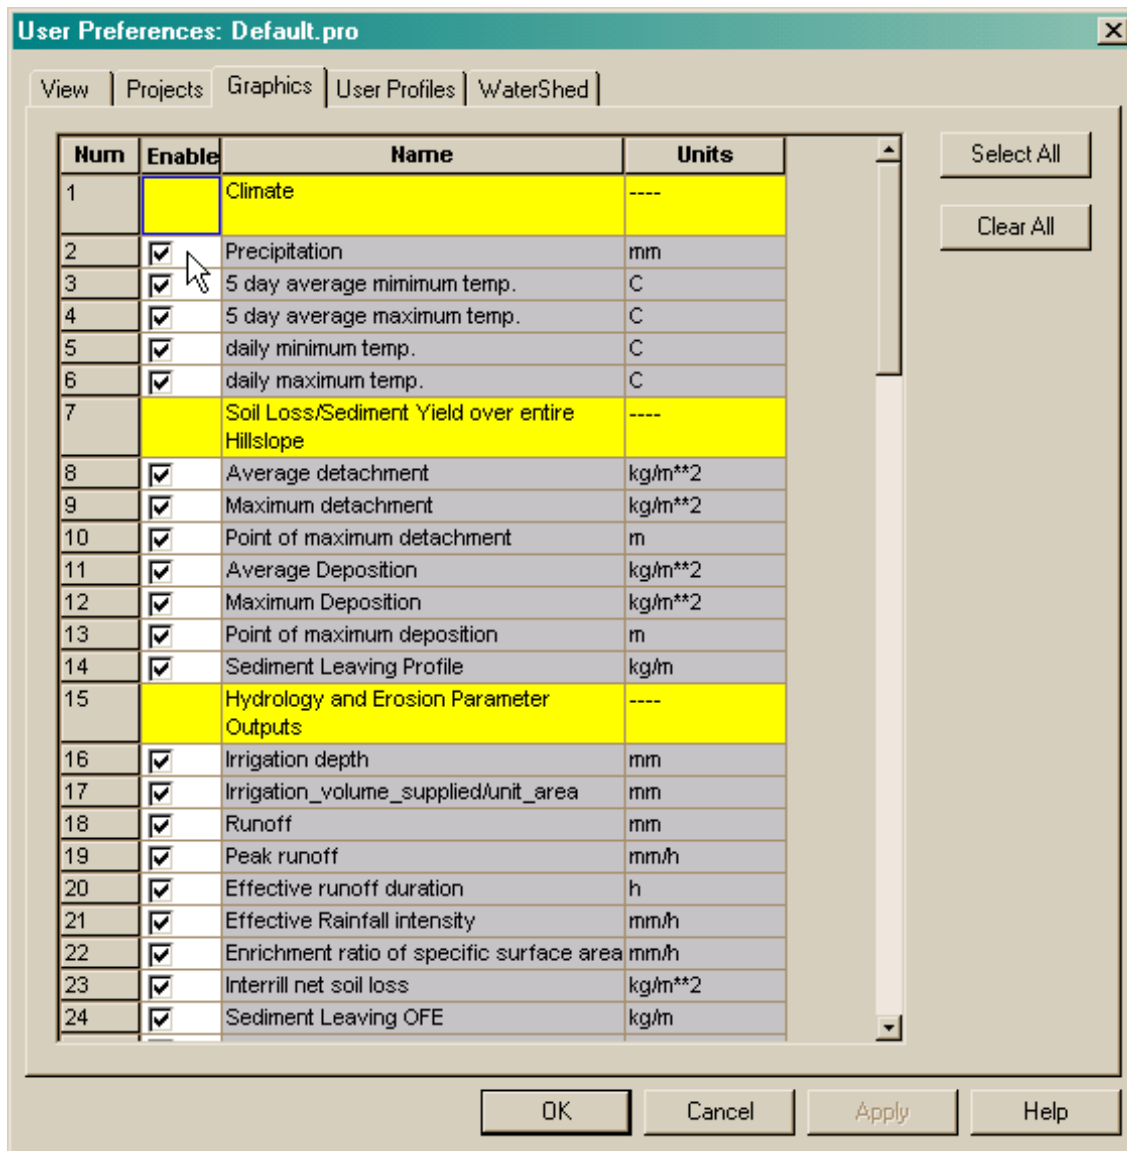 User Preferences: Default.pro
View Projects Graphics User Profiles WaterShed
Num Enable Name Units
1 Climate ----
2 Precipitation mm
3 5 day average mimimum temp. C
4 5 day average maximum temp. C
5 daily minimum temp. C
6 daily maximum temp. C
7 Soil Loss/Sediment Yield over entire ----
Hillslope
8 Average detachment kg/m**2
9 Maximum detachment kg/m**2
10 Point of maximum detachment m
11 Average Deposition kg/m**2
12 Maximum Deposition kg/m**2
13 Point of maximum deposition m
14 Sediment Leaving Profile kg/m
15 Hydrology and Erosion Parameter ----
Outputs
16 Irrigation depth mm
17 Irrigation_volume_supplied/unit_area mm
18 Runoff mm
19 Peak runoff mm/h
20 Effective runoff duration h
21 Effective Rainfall intensity mm/h
22 Enrichment ratio of specific surface area mm/h
23 Interrill net soil loss kg/m**2
24 Sediment Leaving OFE kg/m
Select All
Clear All
OK Cancel Apply Help